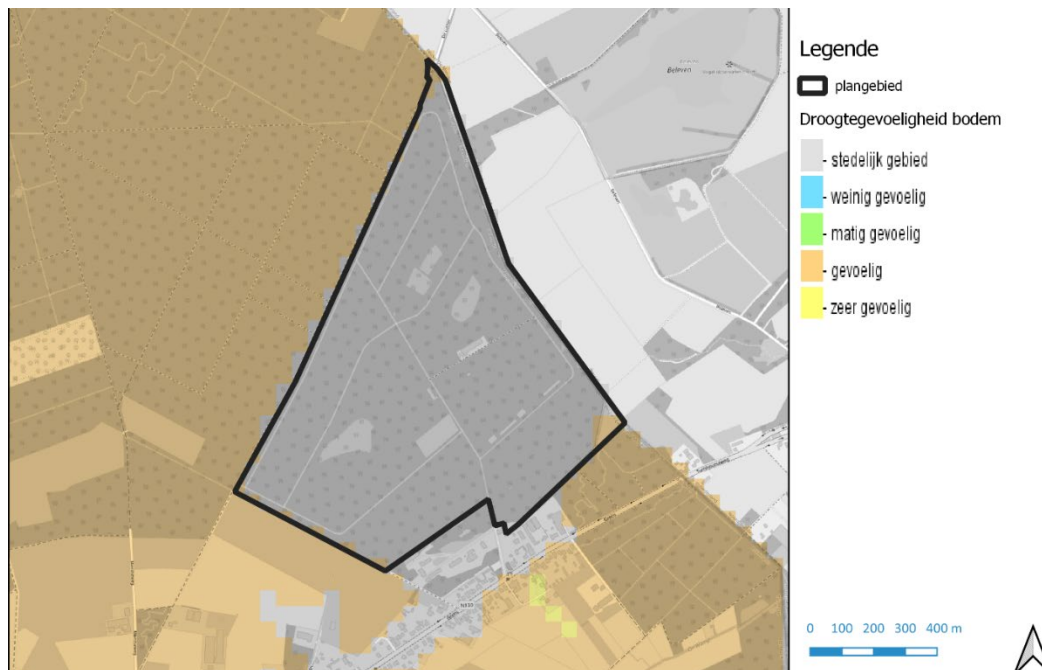 Beleven
N118
Legende
plangebied
Droogtegevoeligheid bodem
- stedelijk gebied
- weinig gevoelig
- matig gevoelig
- gevoelig
- zeer gevoelig
0 100 200 300 400 m